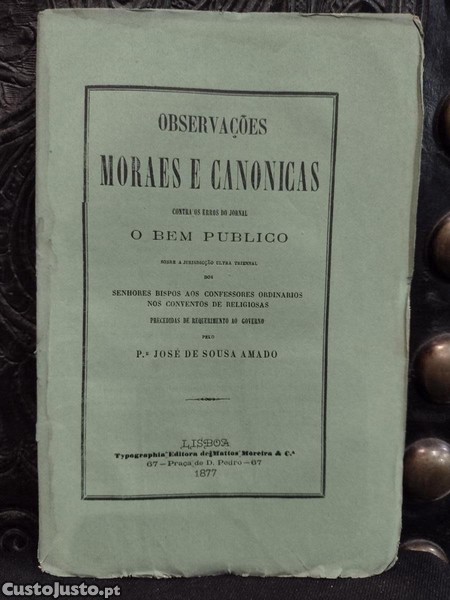 OBSERVAÇÕES
MORAES E CANONICAS
CONTRA OS ERROS DO JORNAL
O BEM PUBLICO
SOBRE A JURISDICÇÃO ULTRA TRIENNAL
DOS
SENHORES BISPOS AOS CONFESSORES ORDINARIOS
NOS CONVENTOS DE RELIGIOSAS
PRECEDIDAS DE REQUERIMENTO AO GOVERNO
PELO
P.e JOSÉ DE SOUSA AMADO
LISBOA
Typographia Editora de Mattos Moreira & C.ª
67 — Praça de D. Pedro — 67
1877
CustoJusto.pt